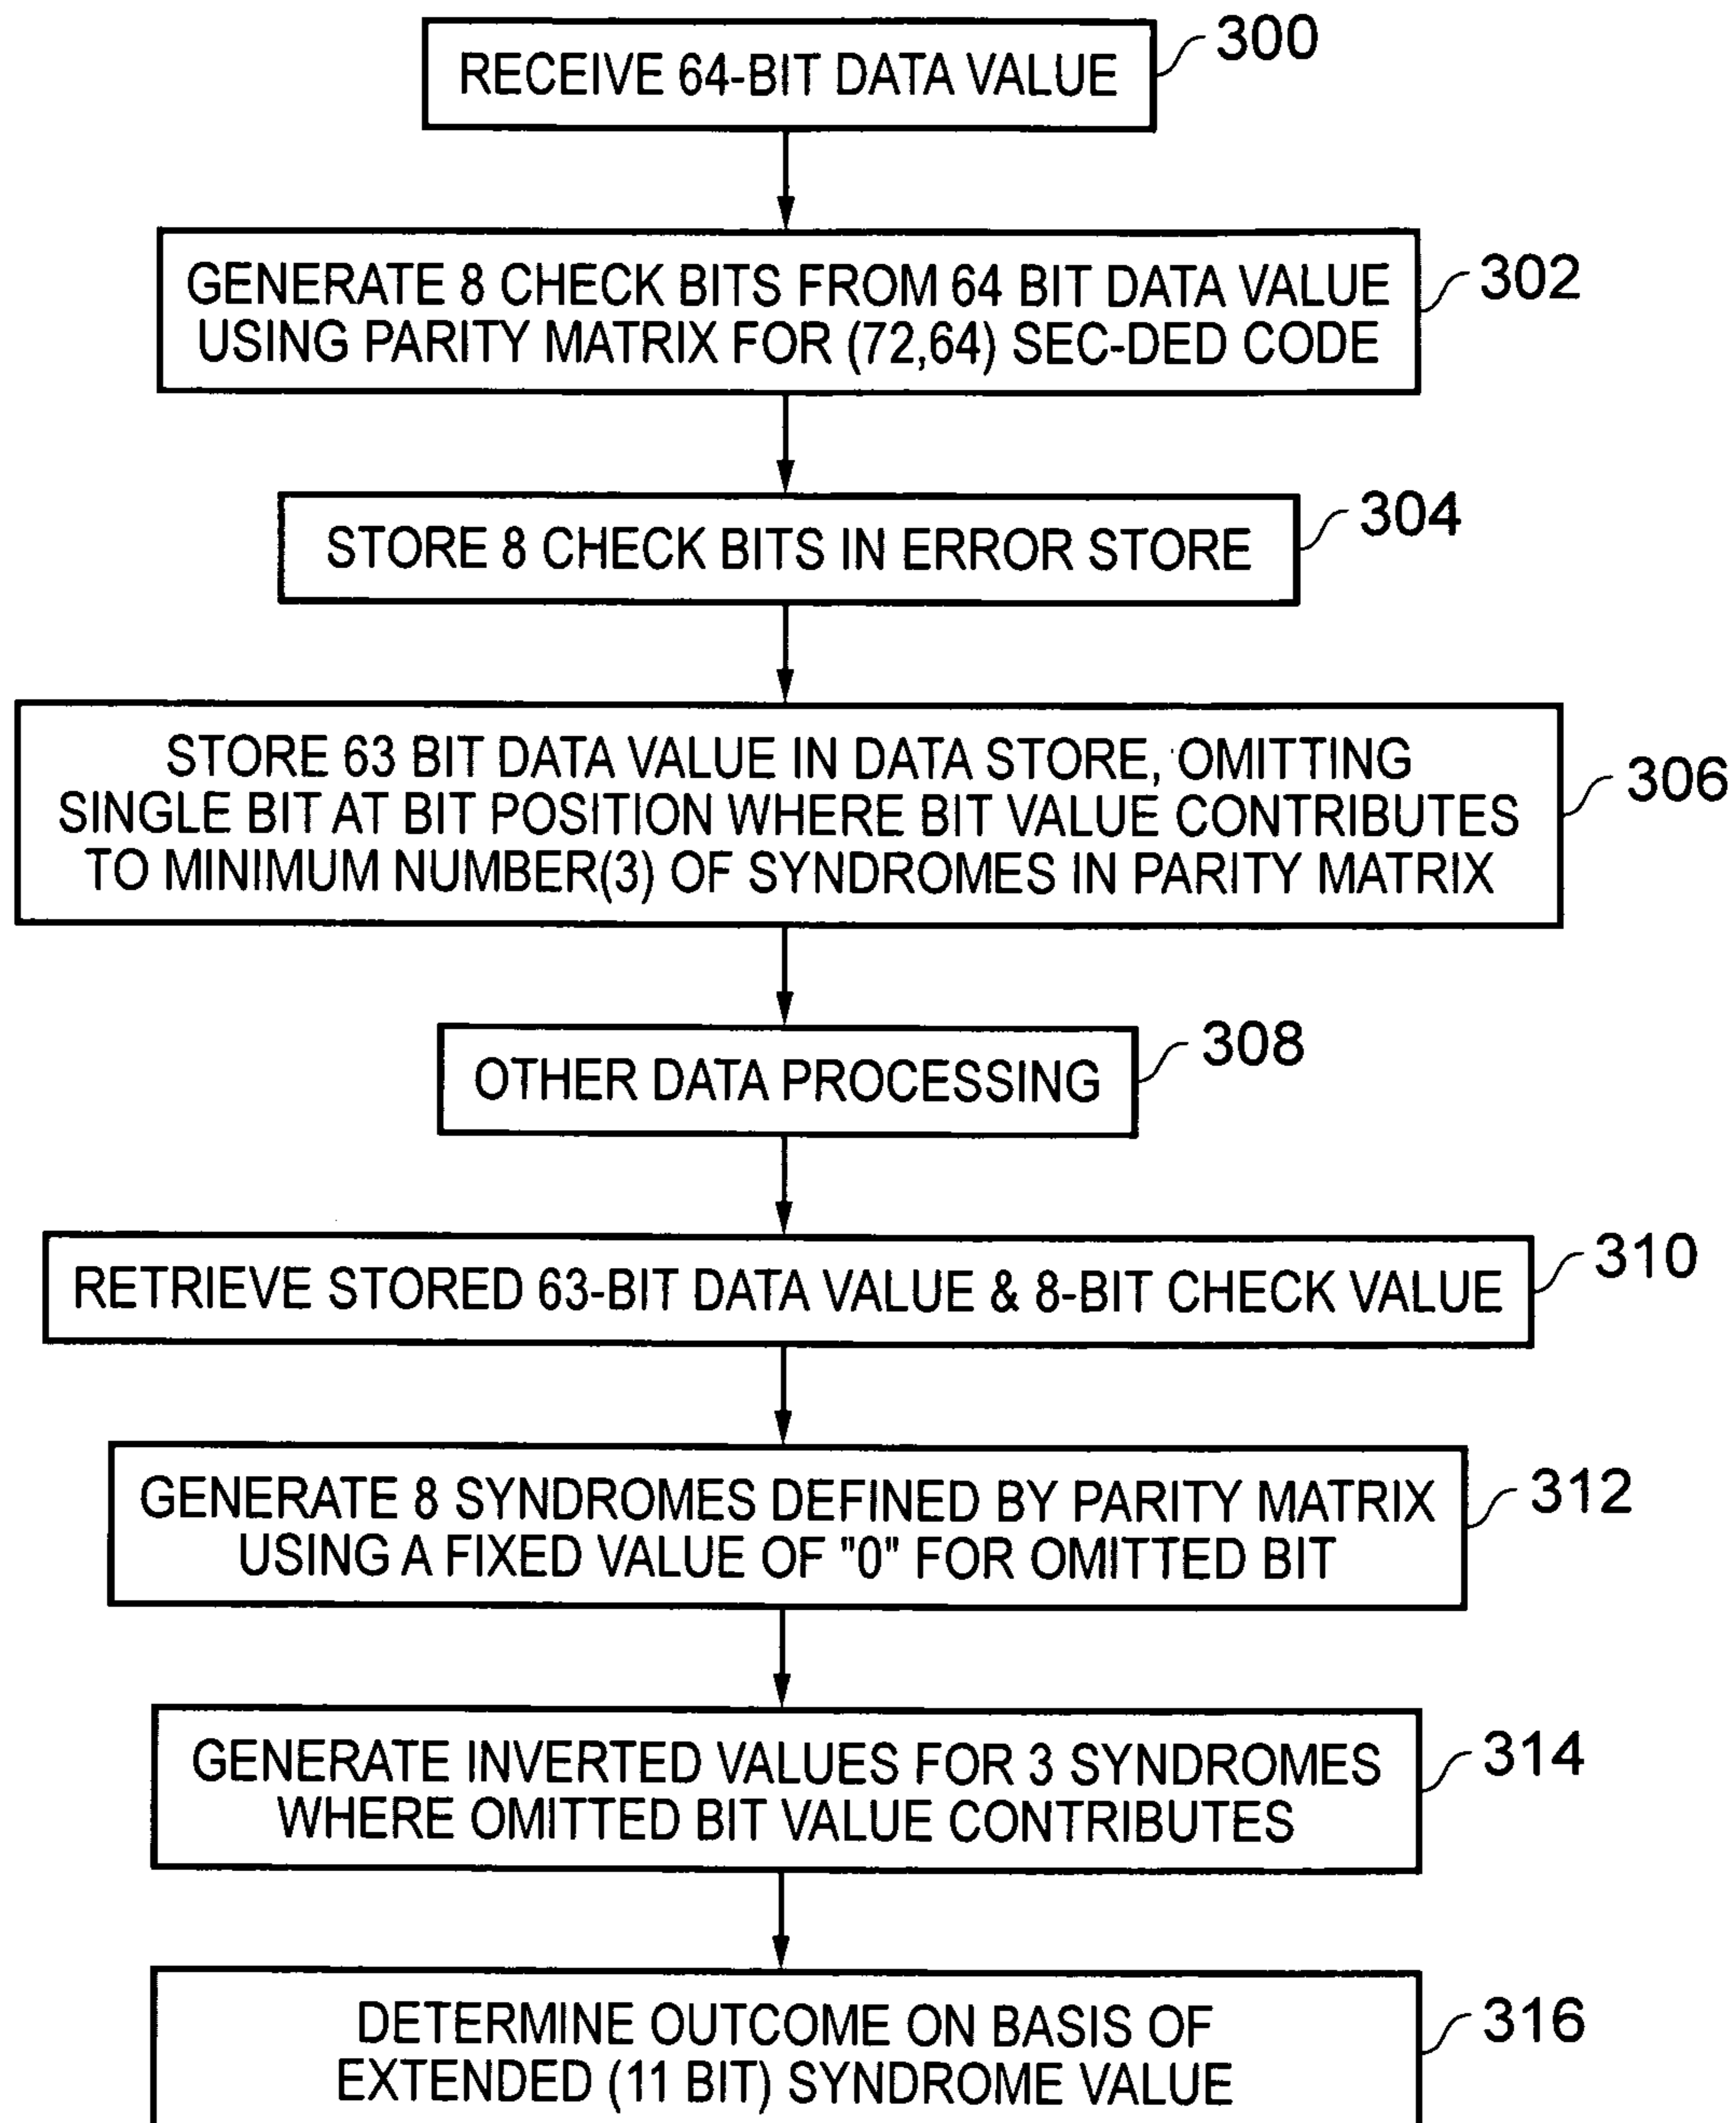 RECEIVE 64-BIT DATA VALUE
300
GENERATE 8 CHECK BITS FROM 64 BIT DATA VALUE
USING PARITY MATRIX FOR (72,64) SEC-DED CODE
302
STORE 8 CHECK BITS IN ERROR STORE
304
STORE 63 BIT DATA VALUE IN DATA STORE, OMITTING
SINGLE BIT AT BIT POSITION WHERE BIT VALUE CONTRIBUTES
TO MINIMUM NUMBER(3) OF SYNDROMES IN PARITY MATRIX
306
OTHER DATA PROCESSING
308
RETRIEVE STORED 63-BIT DATA VALUE & 8-BIT CHECK VALUE
310
GENERATE 8 SYNDROMES DEFINED BY PARITY MATRIX
USING A FIXED VALUE OF "0" FOR OMITTED BIT
312
GENERATE INVERTED VALUES FOR 3 SYNDROMES
WHERE OMITTED BIT VALUE CONTRIBUTES
314
DETERMINE OUTCOME ON BASIS OF
EXTENDED (11 BIT) SYNDROME VALUE
316